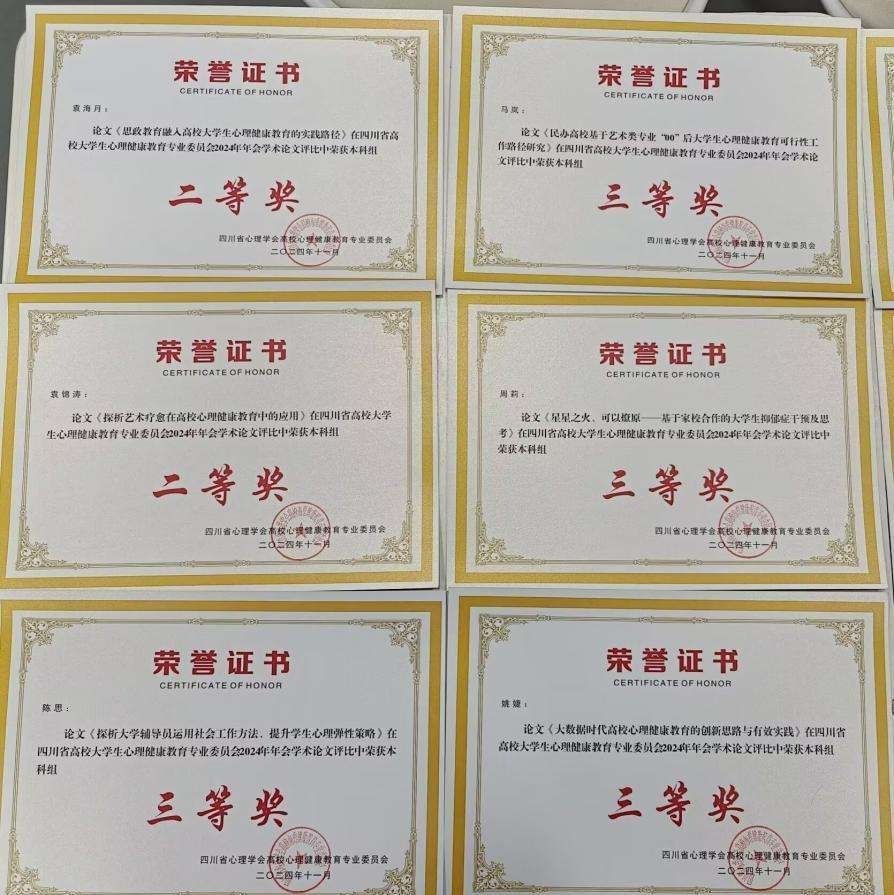 荣誉证书
CERTIFICATE OF HONOR
袁海月：
论文《思政教育融入高校大学生心理健康教育的实践路径》在四川省高
校大学生心理健康教育专业委员会2024年年会学术论文评比中荣获本科组
二等奖
四川省心理学会高校心理健康教育专业委员会
二〇二四年十一月
荣誉证书
CERTIFICATE OF HONOR
马岚：
论文《民办高校基于艺术类专业“00”后大学生心理健康教育可行性工
作路径研究》在四川省高校大学生心理健康教育专业委员会2024年年会学术论
文评比中荣获本科组
三等奖
四川省心理学会高校心理健康教育专业委员会
二〇二四年十一月
荣誉证书
CERTIFICATE OF HONOR
袁锦涛：
论文《探析艺术疗愈在高校心理健康教育中的应用》在四川省高校大学
生心理健康教育专业委员会2024年年会学术论文评比中荣获本科组
二等奖
四川省心理学会高校心理健康教育专业委员会
二〇二四年十一月
荣誉证书
CERTIFICATE OF HONOR
周莉：
论文《星星之火、可以燎原——基于家校合作的大学生抑郁症干预及思
考》在四川省高校大学生心理健康教育专业委员会2024年年会学术论文评比中
荣获本科组
三等奖
四川省心理学会高校心理健康教育专业委员会
二〇二四年十一月
荣誉证书
CERTIFICATE OF HONOR
陈思：
论文《探析大学辅导员运用社会工作方法、提升学生心理弹性策略》在
四川省高校大学生心理健康教育专业委员会2024年年会学术论文评比中荣获本
科组
三等奖
四川省心理学会高校心理健康教育专业委员会
二〇二四年十一月
荣誉证书
CERTIFICATE OF HONOR
姚婕：
论文《大数据时代高校心理健康教育的创新思路与有效实践》在四川省
高校大学生心理健康教育专业委员会2024年年会学术论文评比中荣获本科组
三等奖
四川省心理学会高校心理健康教育专业委员会
二〇二四年十一月